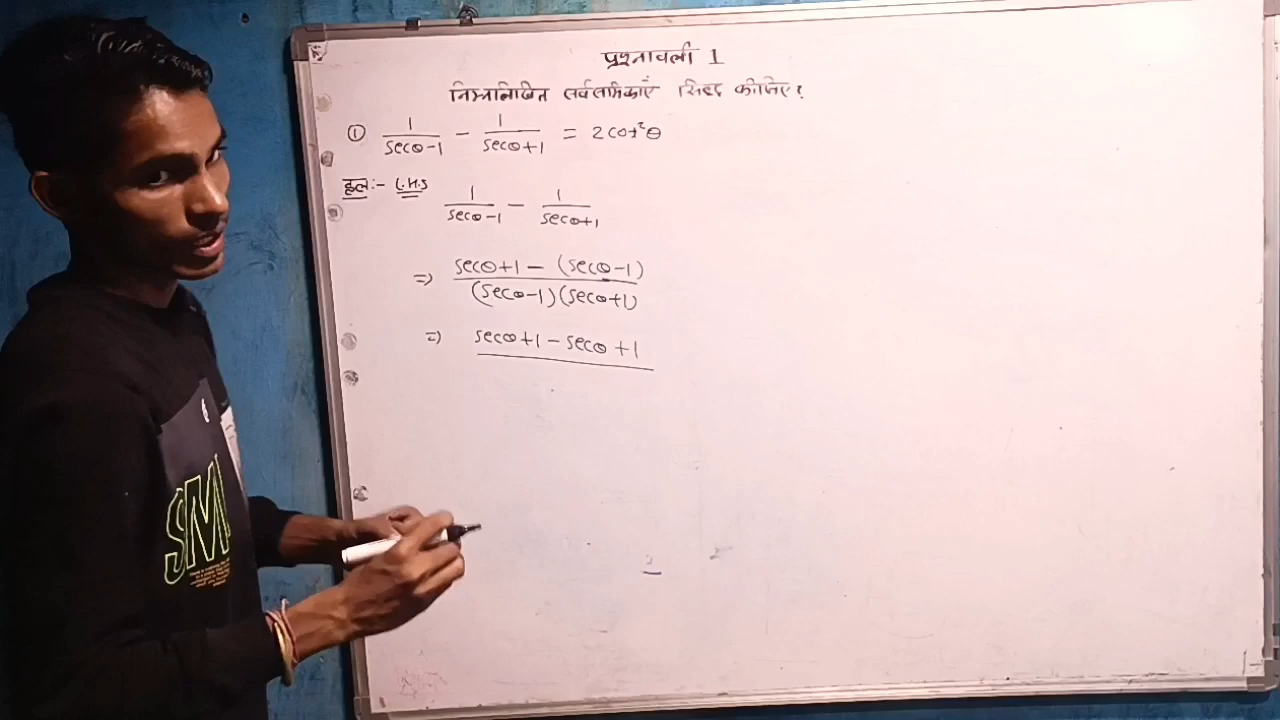 प्रश्नावली 1
निम्नलिखित सर्वसमिकाएँ सिद्ध कीजिए?
① 1/(secθ-1) - 1/(secθ+1) = 2cot²θ
हल:- L.H.S
1/(secθ-1) - 1/(secθ+1)
=> (secθ+1 - (secθ-1))/((secθ-1)(secθ+1))
=> secθ+1 - secθ+1
SMI